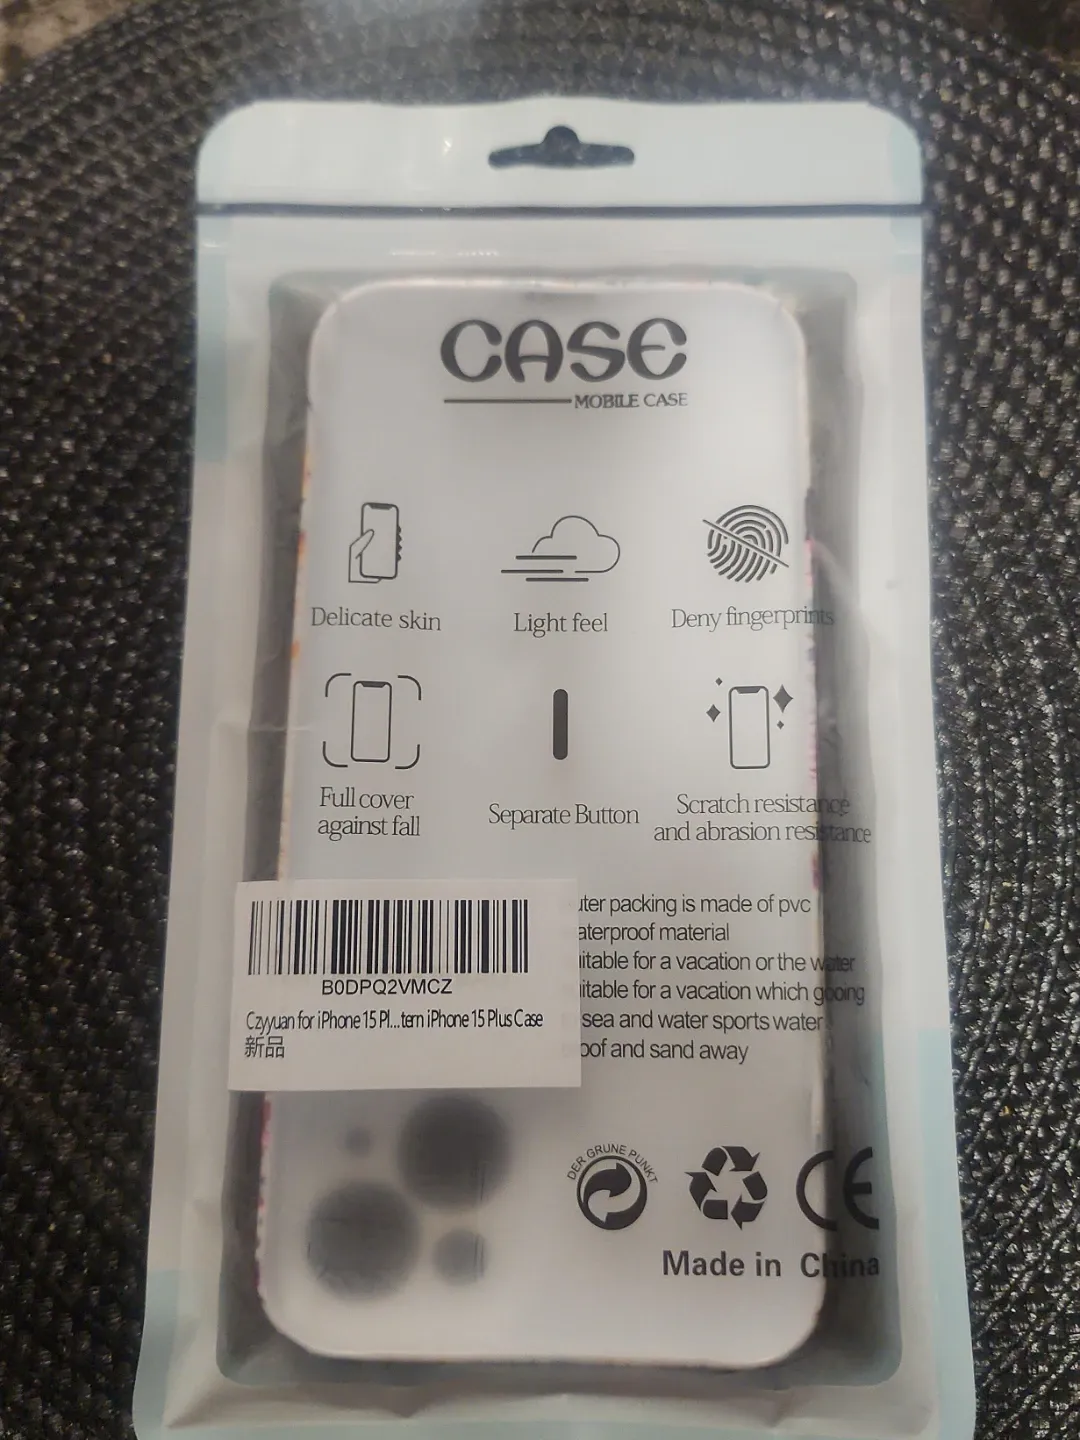 CASE
MOBILE CASE
Delicate skin
Light feel
Deny fingerprints
Full cover
against fall
Separate Button
Scratch resistance
and abrasion resistance
uter packing is made of pvc
aterproof material
itable for a vacation or the water
itable for a vacation which gooing
sea and water sports water
oof and sand away
B0DPQ2VMCZ
Czyyuan for iPhone 15 Pl...tern iPhone 15 Plus Case
新品
DER GRUNE PUNKT
CE
Made in China